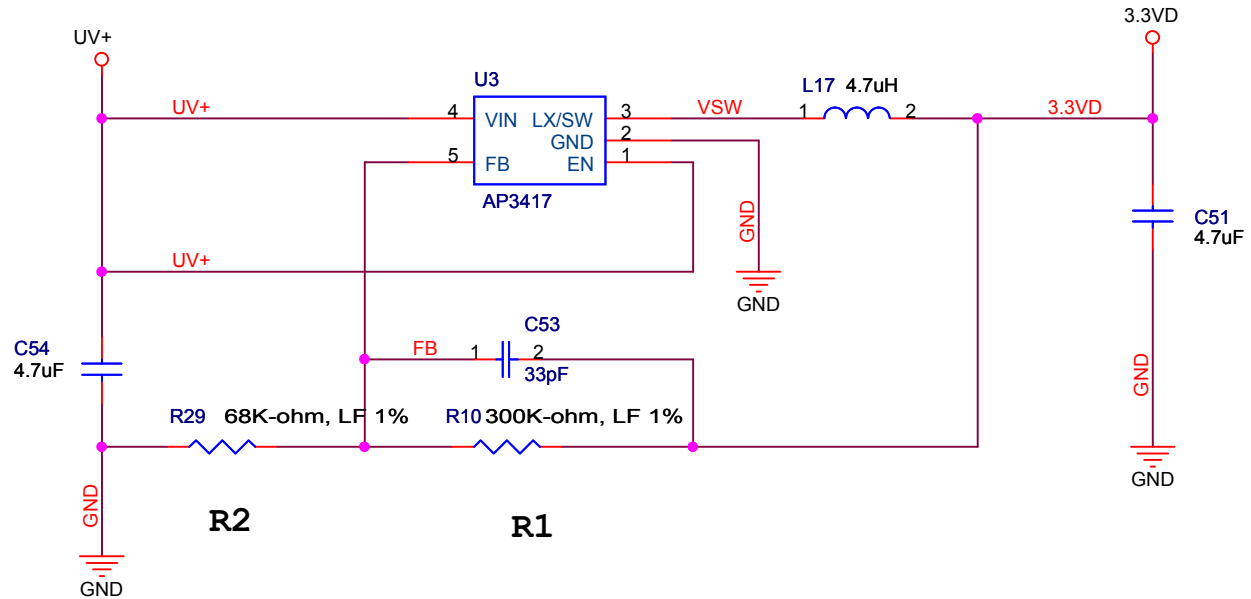 3.3VD
UV+
U3
L17 4.7uH
UV+
4 VIN LX/SW 3
VSW
1 2
3.3VD
GND 2
5 FB EN 1
AP3417
GND
C51
4.7uF
UV+
GND
C53
C54
4.7uF
FB 1 2
33pF
GND
R29 68K-ohm, LF 1%
R10 300K-ohm, LF 1%
GND
GND
R2
R1
GND